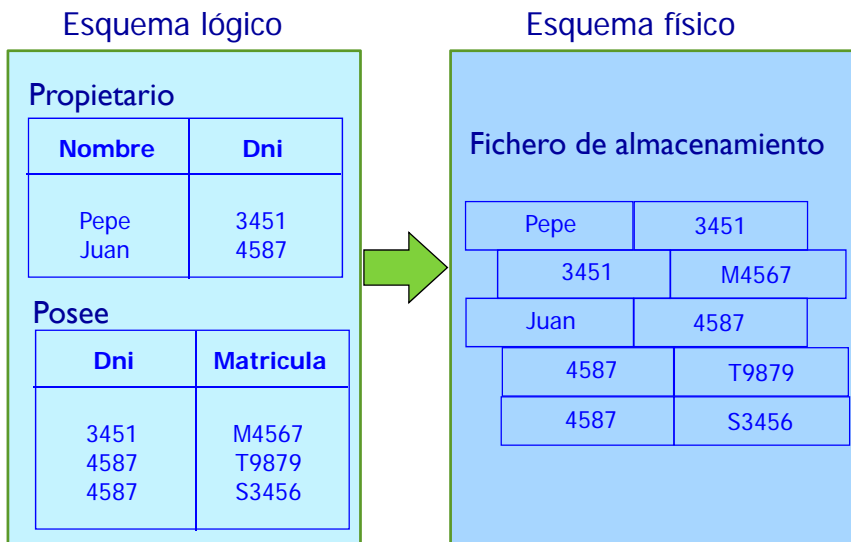 Esquema lógico
Propietario
Nombre Dni
Pepe 3451
Juan 4587
Posee
Dni Matricula
3451 M4567
4587 T9879
4587 S3456
Esquema físico
Fichero de almacenamiento
Pepe 3451
3451 M4567
Juan 4587
4587 T9879
4587 S3456